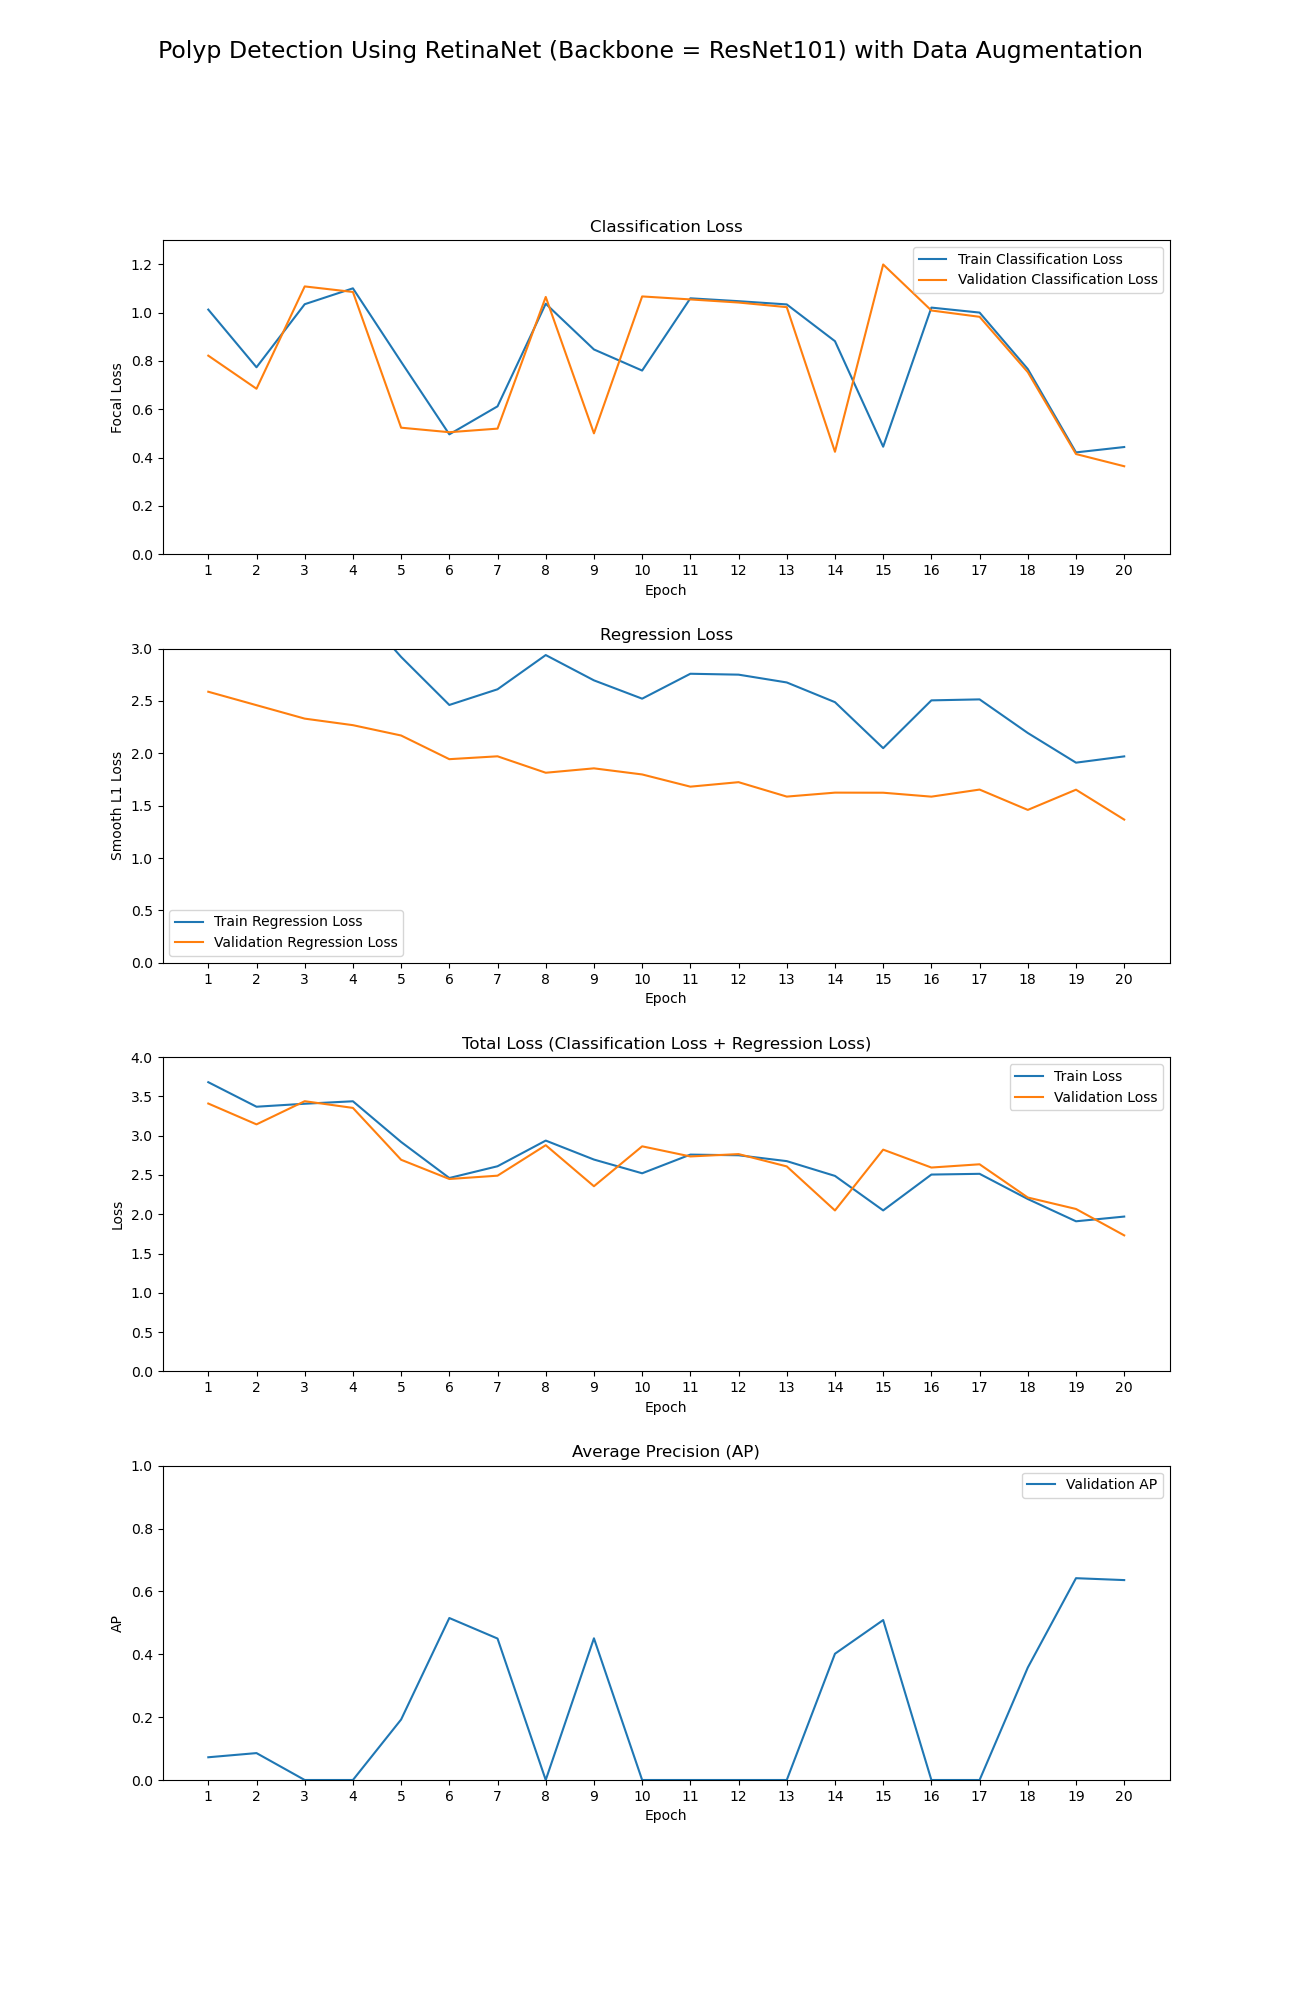 Polyp Detection Using RetinaNet (Backbone = ResNet101) with Data Augmentation
Classification Loss
Train Classification Loss
Validation Classification Loss
Focal Loss
1.2
1.0
0.8
0.6
0.4
0.2
0.0
1 2 3 4 5 6 7 8 9 10 11 12 13 14 15 16 17 18 19 20
Epoch
Regression Loss
Smooth L1 Loss
3.0
2.5
2.0
1.5
1.0
0.5
0.0
Train Regression Loss
Validation Regression Loss
1 2 3 4 5 6 7 8 9 10 11 12 13 14 15 16 17 18 19 20
Epoch
Total Loss (Classification Loss + Regression Loss)
Train Loss
Validation Loss
Loss
4.0
3.5
3.0
2.5
2.0
1.5
1.0
0.5
0.0
1 2 3 4 5 6 7 8 9 10 11 12 13 14 15 16 17 18 19 20
Epoch
Average Precision (AP)
Validation AP
AP
1.0
0.8
0.6
0.4
0.2
0.0
1 2 3 4 5 6 7 8 9 10 11 12 13 14 15 16 17 18 19 20
Epoch